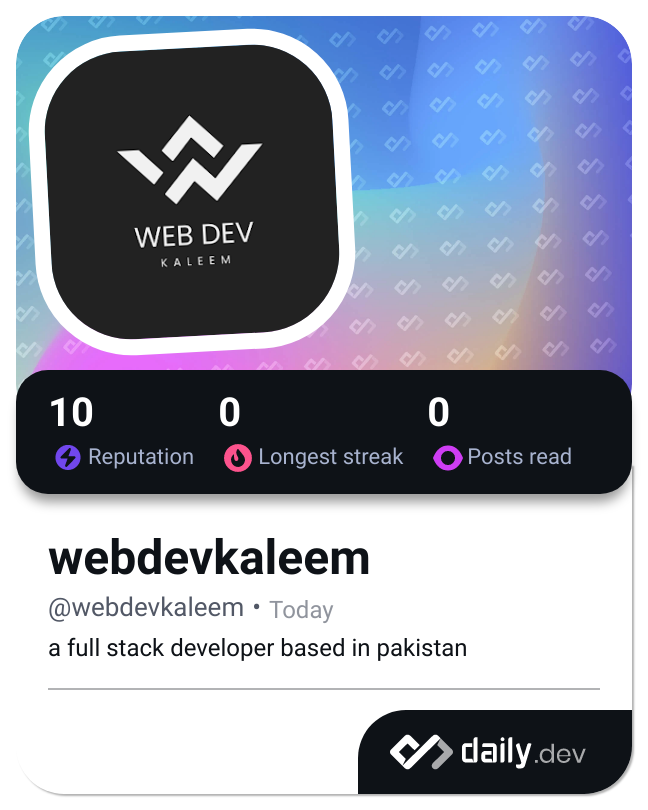 WEB DEV
KALEEM
10 0 0
Reputation Longest streak Posts read
webdevkaleem
@webdevkaleem • Today
a full stack developer based in pakistan
daily.dev